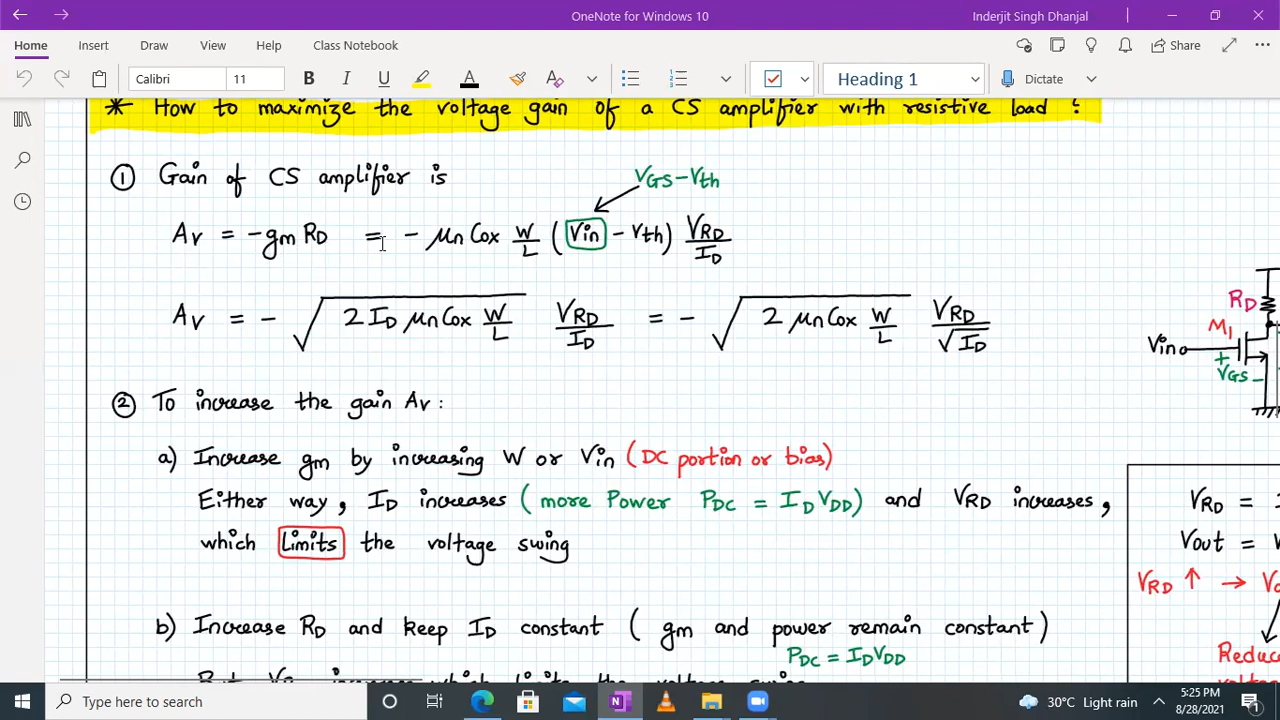 OneNote for Windows 10
Inderjit Singh Dhanjal
Home Insert Draw View Help Class Notebook
Share
Calibri 11 B I U A Heading 1 Dictate
* How to maximize the voltage gain of a CS amplifier with resistive load ?
① Gain of CS amplifier is
VGS-Vth
Av = -gm RD = - μn Cox W/L (Vin - Vth) VRD/ID
Av = - √(2 ID μn Cox W/L) VRD/ID = - √(2 μn Cox W/L) VRD/√ID
RD
M1
Vin
+
VGS -
② To increase the gain Av :
a) Increase gm by increasing W or Vin (DC portion or bias)
Either way, ID increases (more Power PDC = ID VDD) and VRD increases,
which Limits the voltage swing
VRD =
Vout =
VRD ↑ →
b) Increase RD and keep ID constant ( gm and power remain constant )
PDC = ID VDD
Type here to search
30°C Light rain
5:25 PM
8/28/2021